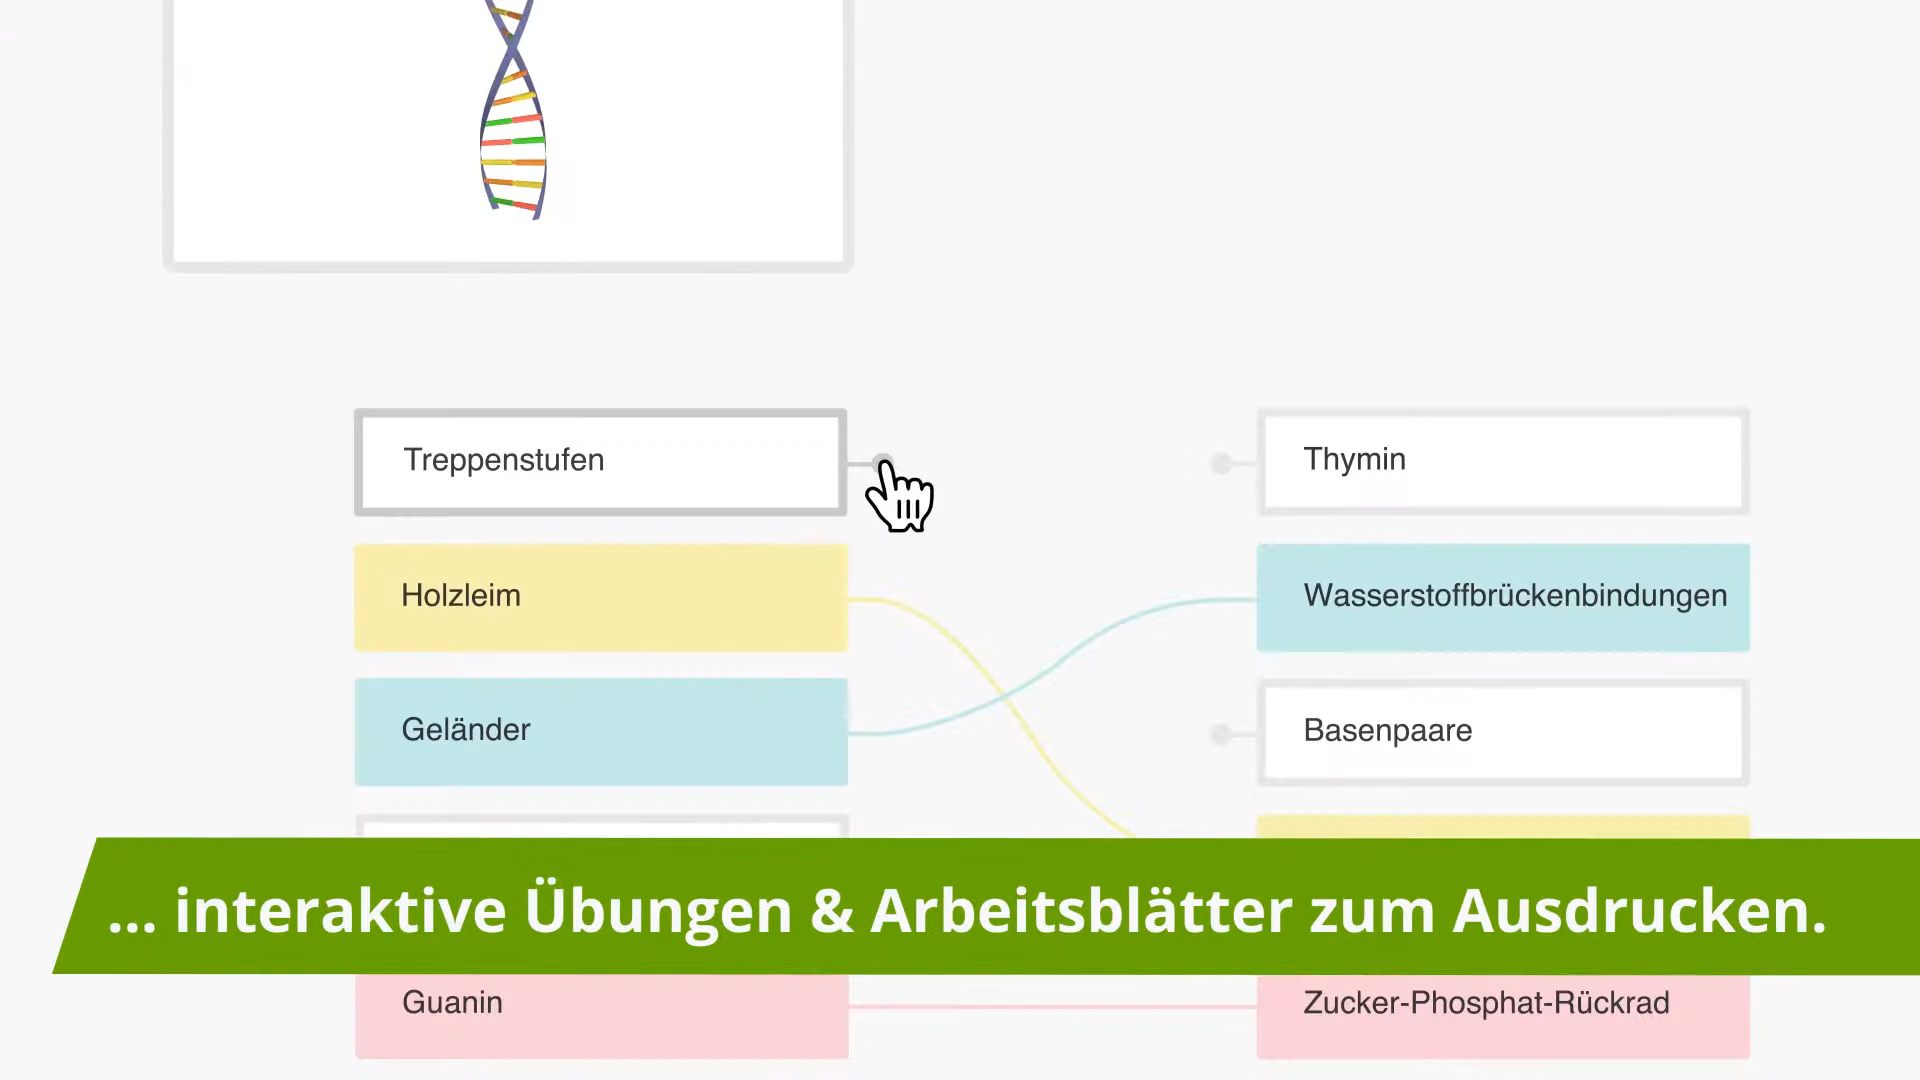 Treppenstufen
Thymin
Holzleim
Wasserstoffbrückenbindungen
Geländer
Basenpaare
... interaktive Übungen & Arbeitsblätter zum Ausdrucken.
Guanin
Zucker-Phosphat-Rückrad